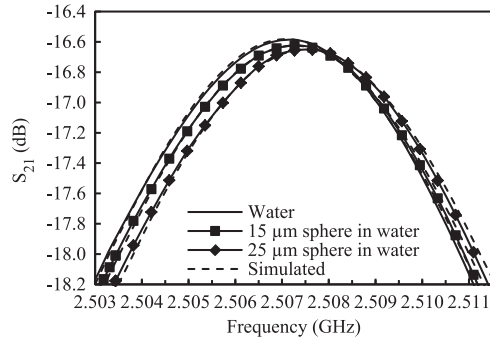 -16.4
-16.6
-16.8
-17.0
-17.2
-17.4
-17.6
-17.8
-18.0
-18.2
S21 (dB)
Water
15 µm sphere in water
25 µm sphere in water
Simulated
2.503 2.504 2.505 2.506 2.507 2.508 2.509 2.510 2.511
Frequency (GHz)